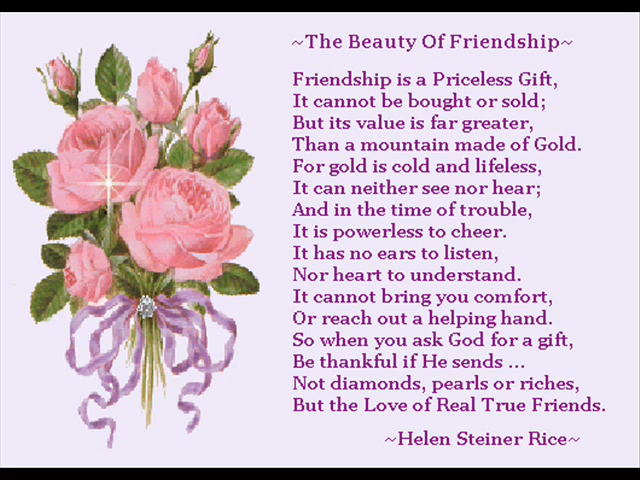 ~The Beauty Of Friendship~
Friendship is a Priceless Gift,
It cannot be bought or sold;
But its value is far greater,
Than a mountain made of Gold.
For gold is cold and lifeless,
It can neither see nor hear;
And in the time of trouble,
It is powerless to cheer.
It has no ears to listen,
Nor heart to understand.
It cannot bring you comfort,
Or reach out a helping hand.
So when you ask God for a gift,
Be thankful if He sends ...
Not diamonds, pearls or riches,
But the Love of Real True Friends.
~Helen Steiner Rice~